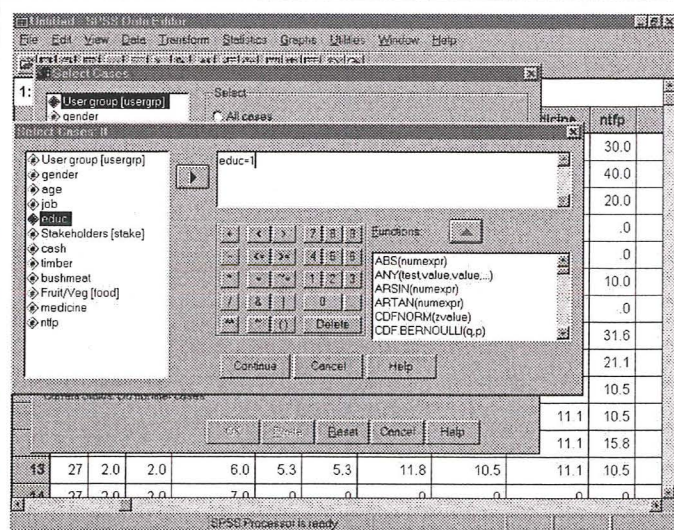 Untitled - SPSS Data Editor
File Edit View Data Transform Statistics Graphs Utilities Window Help
Select Cases
1:
User group [usergrp]
gender
Select
All cases
ntfp
Select Cases: If
User group [usergrp]
gender
age
job
educ
Stakeholders [stake]
cash
timber
bushmeat
Fruit/Veg [food]
medicine
ntfp
educ=1
+ < > 7 8 9
- <= >= 4 5 6
* = ~= 1 2 3
/ & | 0 .
** ~ () Delete
Functions:
ABS(numexpr)
ANY(test,value,value,...)
ARSIN(numexpr)
ARTAN(numexpr)
CDFNORM(zvalue)
CDF.BERNOULLI(q,p)
Continue Cancel Help
30.0
40.0
20.0
.0
.0
10.0
.0
31.6
21.1
10.5
11.1 10.5
11.1 15.8
Current Status: Do not filter cases
OK Paste Reset Cancel Help
13 27 2.0 2.0 6.0 5.3 5.3 11.8 10.5 11.1 10.5
14 27 2.0 2.0 7.0 .0 .0 .0 .0 .0 .0
SPSS Processor is ready